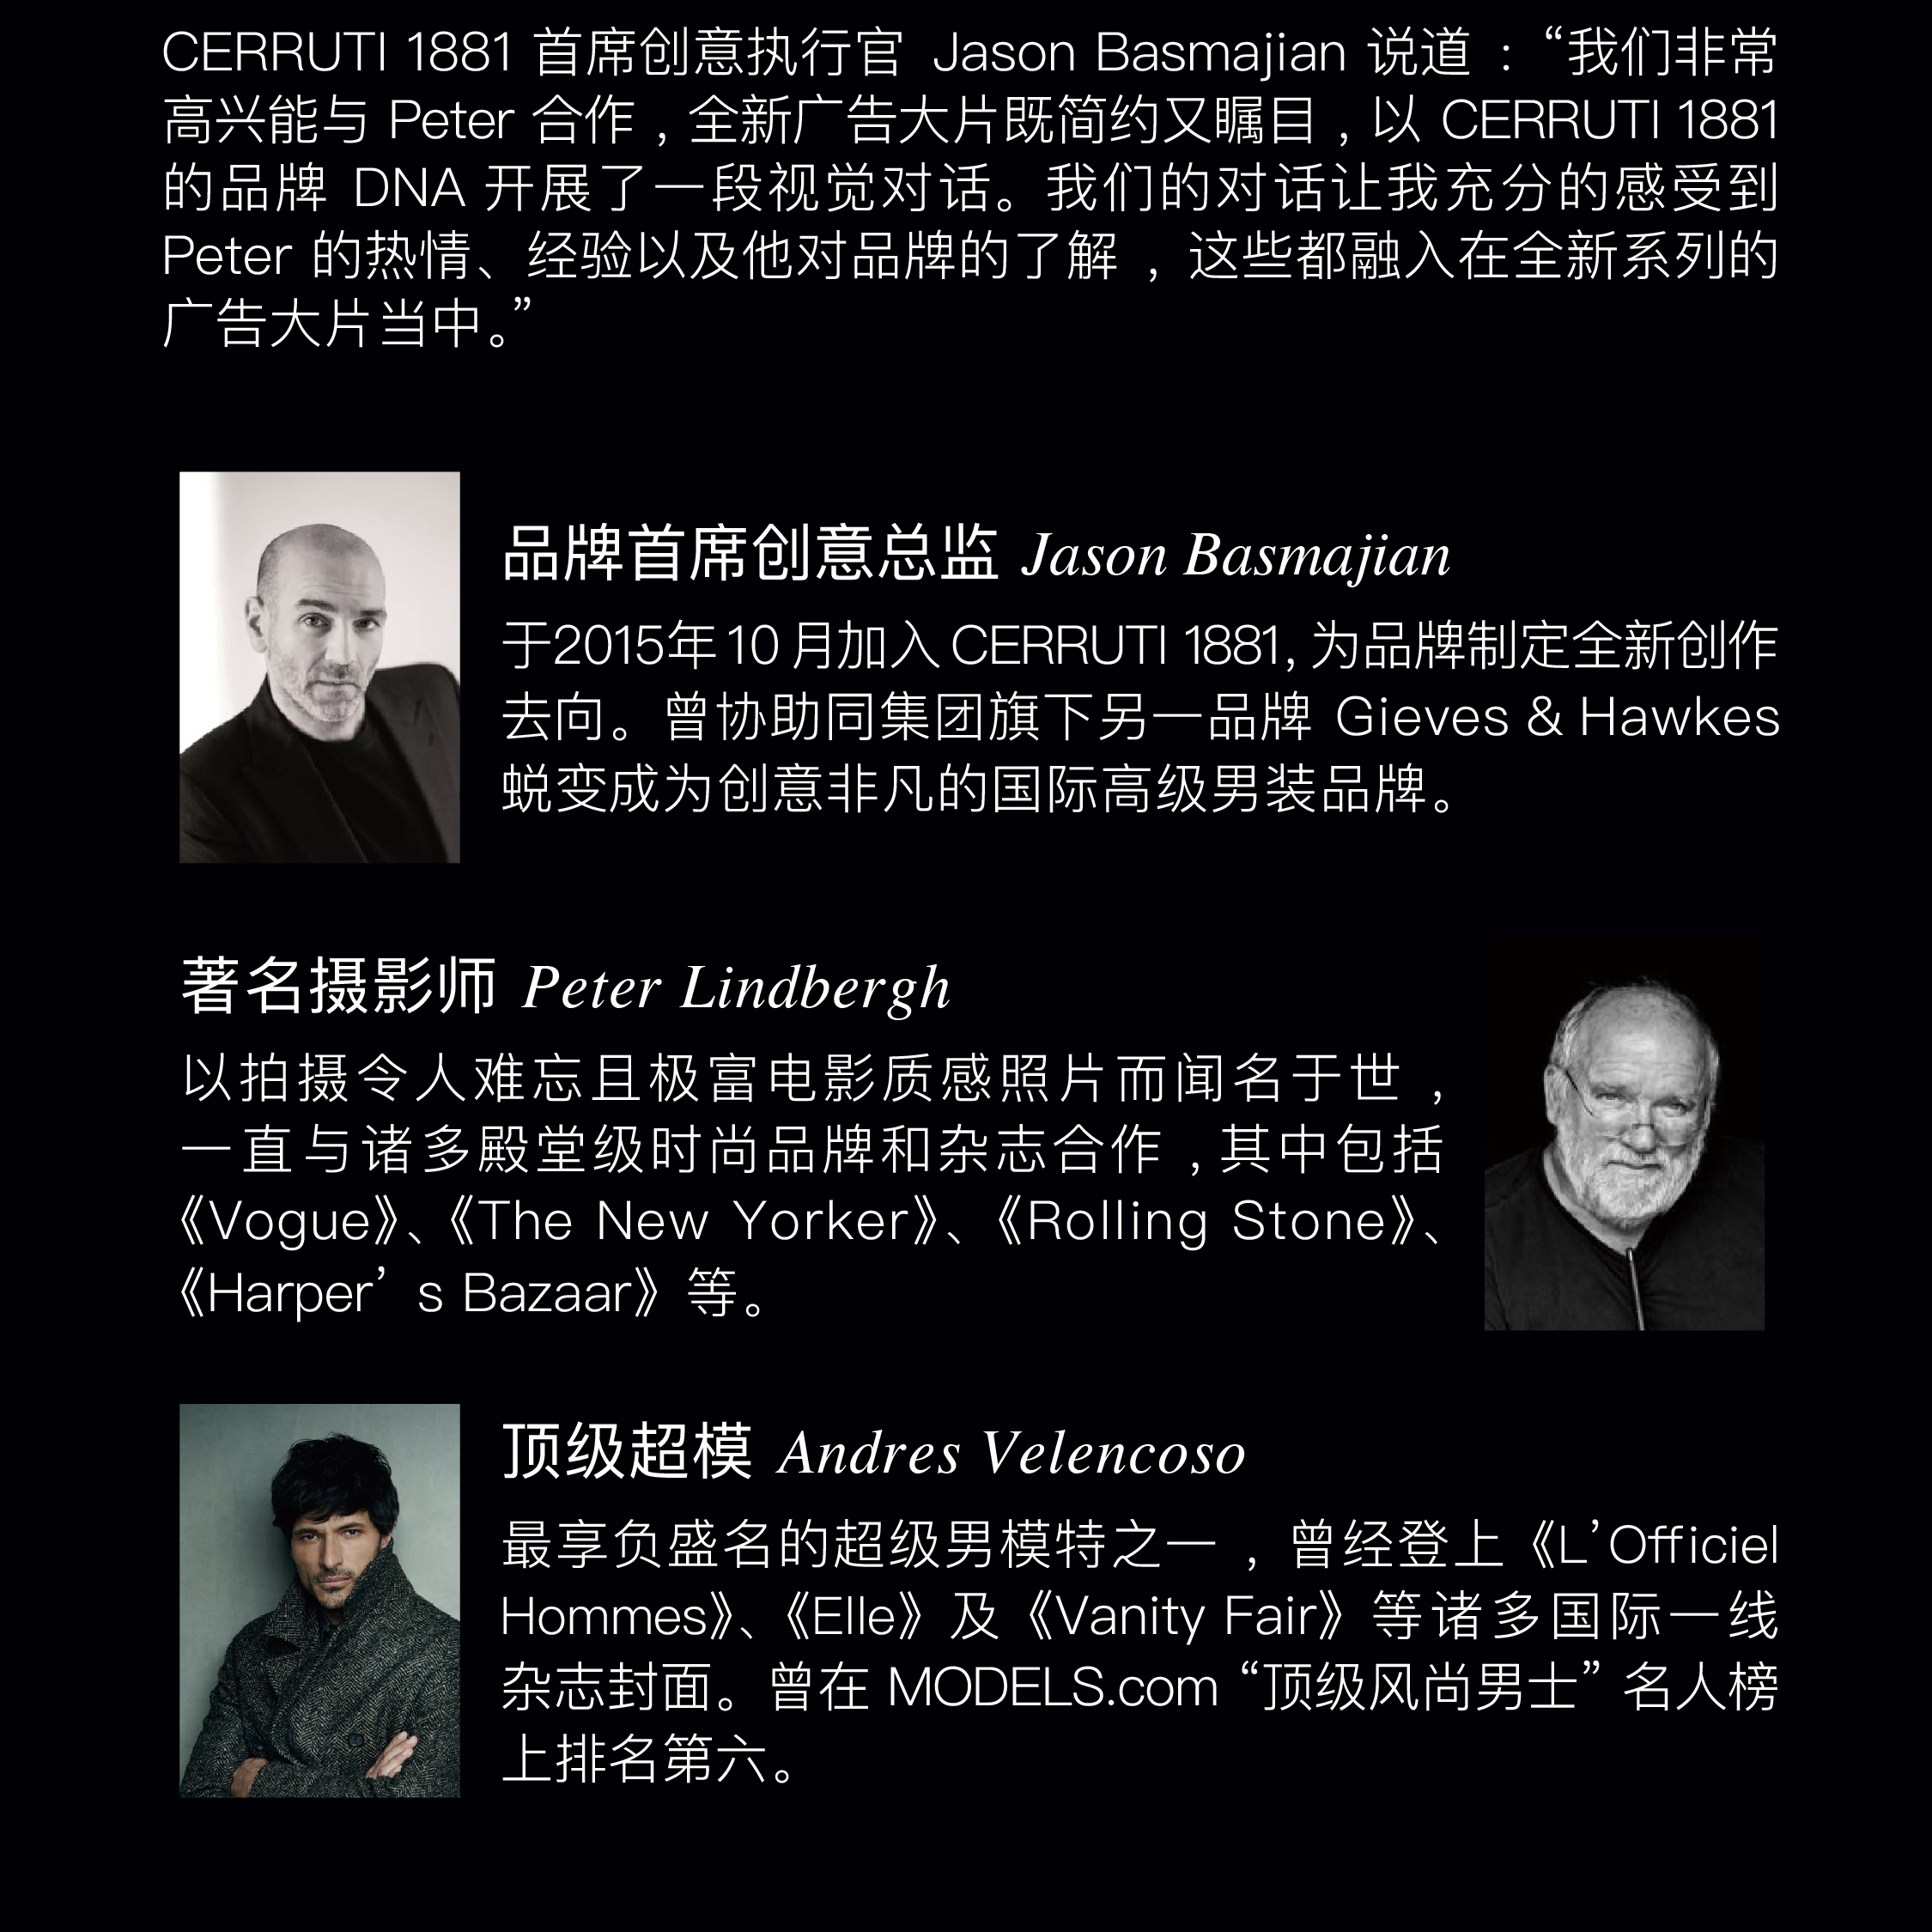 CERRUTI 1881 首席创意执行官 Jason Basmajian 说道：“我们非常
高兴能与 Peter 合作，全新广告大片既简约又瞩目，以 CERRUTI 1881
的品牌 DNA 开展了一段视觉对话。我们的对话让我充分的感受到
Peter 的热情、经验以及他对品牌的了解，这些都融入在全新系列的
广告大片当中。”
品牌首席创意总监 Jason Basmajian
于2015年10月加入CERRUTI 1881, 为品牌制定全新创作
去向。曾协助同集团旗下另一品牌 Gieves & Hawkes
蜕变成为创意非凡的国际高级男装品牌。
著名摄影师 Peter Lindbergh
以拍摄令人难忘且极富电影质感照片而闻名于世，
一直与诸多殿堂级时尚品牌和杂志合作，其中包括
《Vogue》、《The New Yorker》、《Rolling Stone》、
《Harper’s Bazaar》等。
顶级超模 Andres Velencoso
最享负盛名的超级男模特之一，曾经登上《L’Officiel
Hommes》、《Elle》及《Vanity Fair》等诸多国际一线
杂志封面。曾在 MODELS.com “顶级风尚男士” 名人榜
上排名第六。